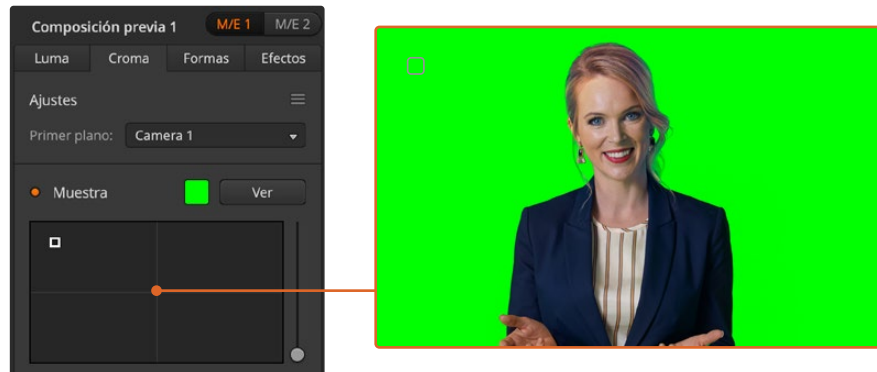 Composición previa 1 M/E 1 M/E 2
Luma Croma Formas Efectos
Ajustes
Primer plano: Camera 1
Muestra Ver